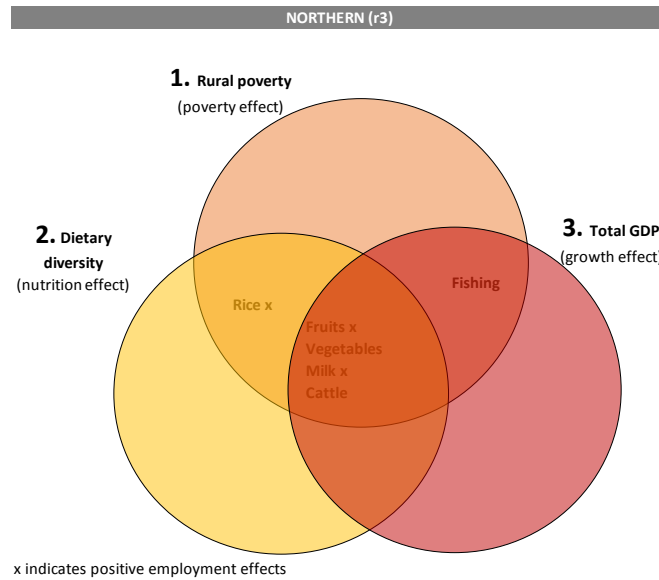 NORTHERN (r3)
1. Rural poverty
(poverty effect)
2. Dietary
diversity
(nutrition effect)
3. Total GDP
(growth effect)
Fishing
Rice x
Fruits x
Vegetables
Milk x
Cattle
x indicates positive employment effects